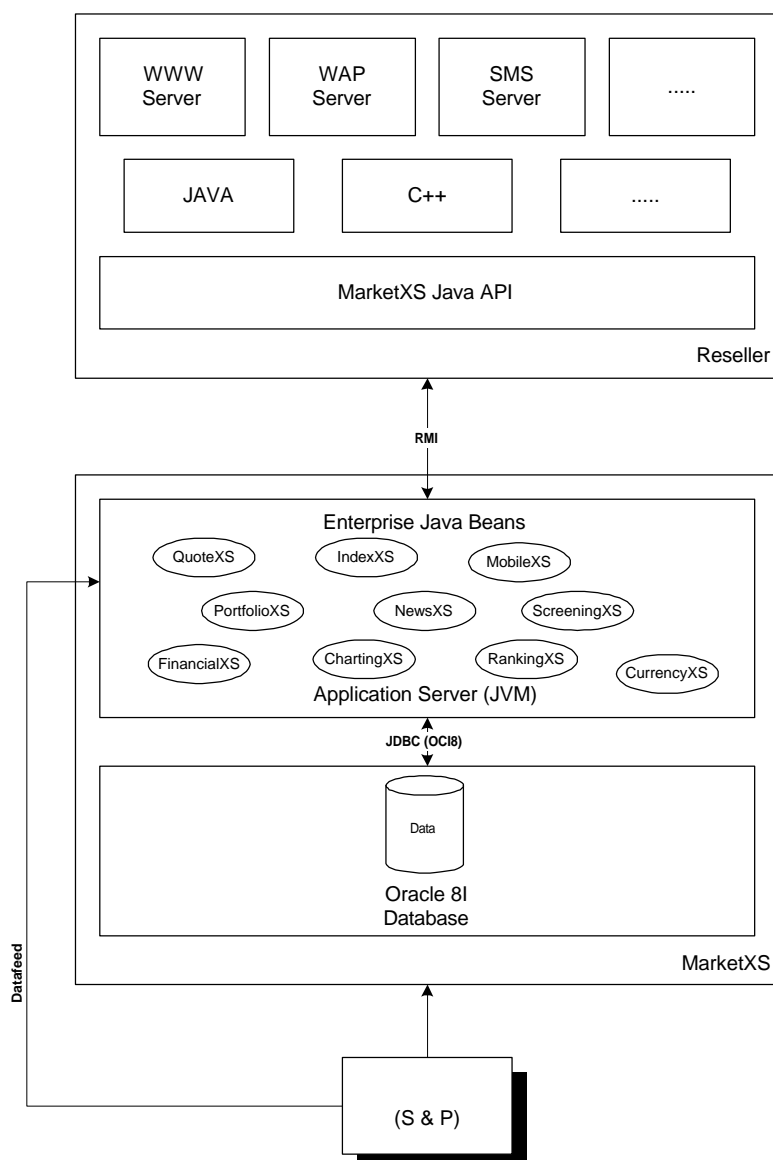 WWW
Server
WAP
Server
SMS
Server
.....
JAVA
C++
.....
MarketXS Java API
Reseller
RMI
Enterprise Java Beans
QuoteXS
IndexXS
MobileXS
PortfolioXS
NewsXS
ScreeningXS
FinancialXS
ChartingXS
RankingXS
CurrencyXS
Application Server (JVM)
JDBC (OCI8)
Data
Oracle 8I
Database
MarketXS
Datafeed
(S & P)